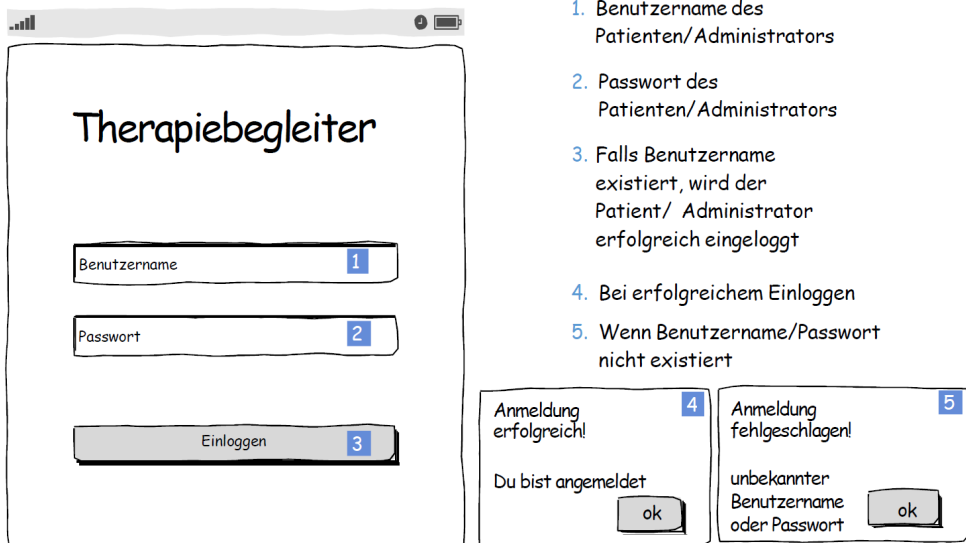 Therapiebegleiter
Benutzername 1
Passwort 2
Einloggen 3
1. Benutzername des
Patienten/Administrators
2. Passwort des
Patienten/Administrators
3. Falls Benutzername
existiert, wird der
Patient/ Administrator
erfolgreich eingeloggt
4. Bei erfolgreichem Einloggen
5. Wenn Benutzername/Passwort
nicht existiert
4
Anmeldung
erfolgreich!
Du bist angemeldet
ok
5
Anmeldung
fehlgeschlagen!
unbekannter
Benutzername
oder Passwort
ok